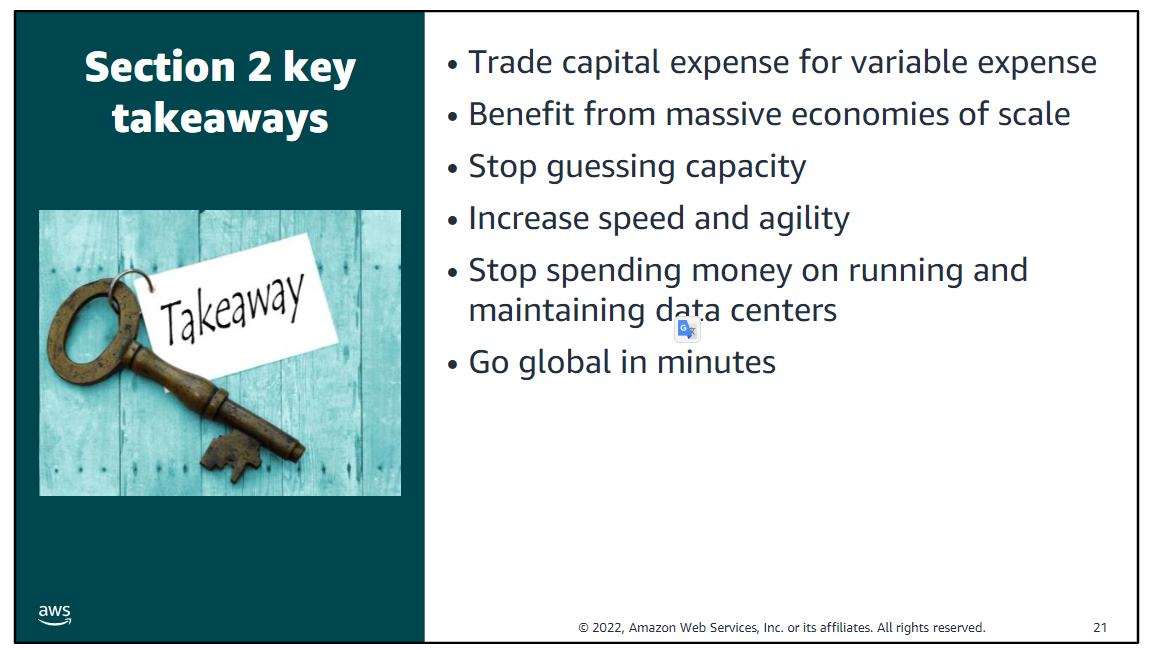 Section 2 key
takeaways
Takeaway
• Trade capital expense for variable expense
• Benefit from massive economies of scale
• Stop guessing capacity
• Increase speed and agility
• Stop spending money on running and
maintaining data centers
• Go global in minutes
aws
© 2022, Amazon Web Services, Inc. or its affiliates. All rights reserved.
21